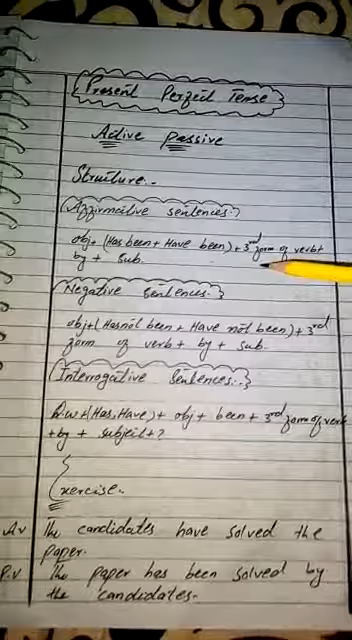 Present Perfect Tense
Active passive
Structure..
Affirmative sentences:
obj+ (Has been + Have been) + 3rd form of verb+
by + sub.
Negative sentences.
obj+(Has not been + Have not been)+3rd
form of verb+ by + sub.
Interrogative Sentences..
Q.w+(Has, Have) + obj + been + 3rd form of verb
+by + subject+?
Exercise.
A.v The candidates have solved the
paper.
P.v The paper has been solved by
the candidates.